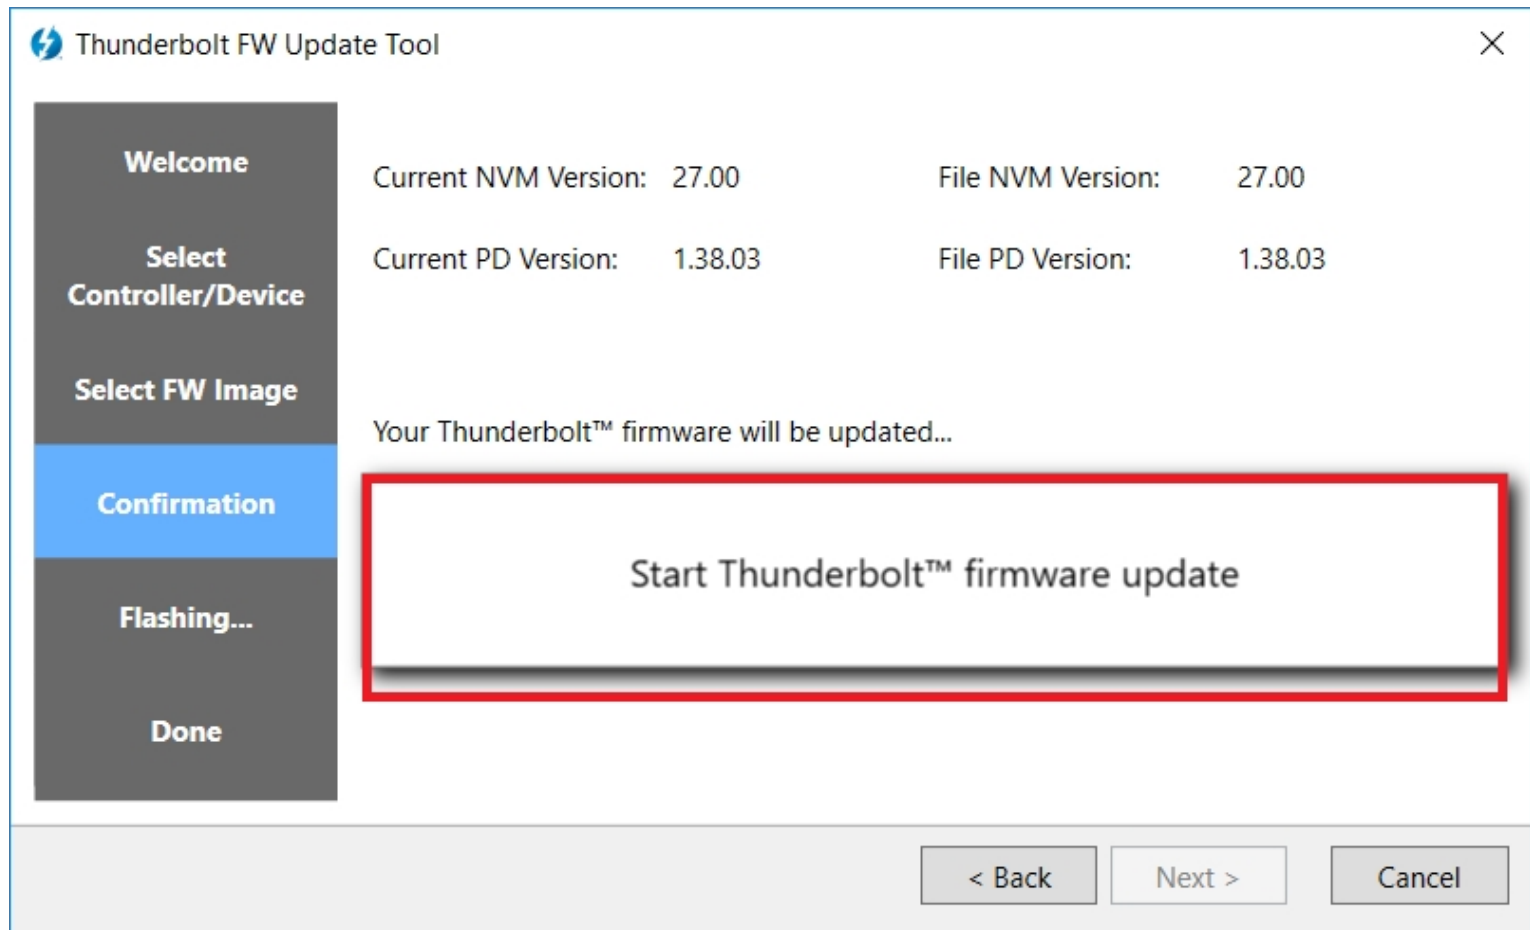 Thunderbolt FW Update Tool
Welcome
Select
Controller/Device
Select FW Image
Confirmation
Flashing...
Done
Current NVM Version: 27.00 File NVM Version: 27.00
Current PD Version: 1.38.03 File PD Version: 1.38.03
Your Thunderbolt™ firmware will be updated...
Start Thunderbolt™ firmware update
< Back Next > Cancel